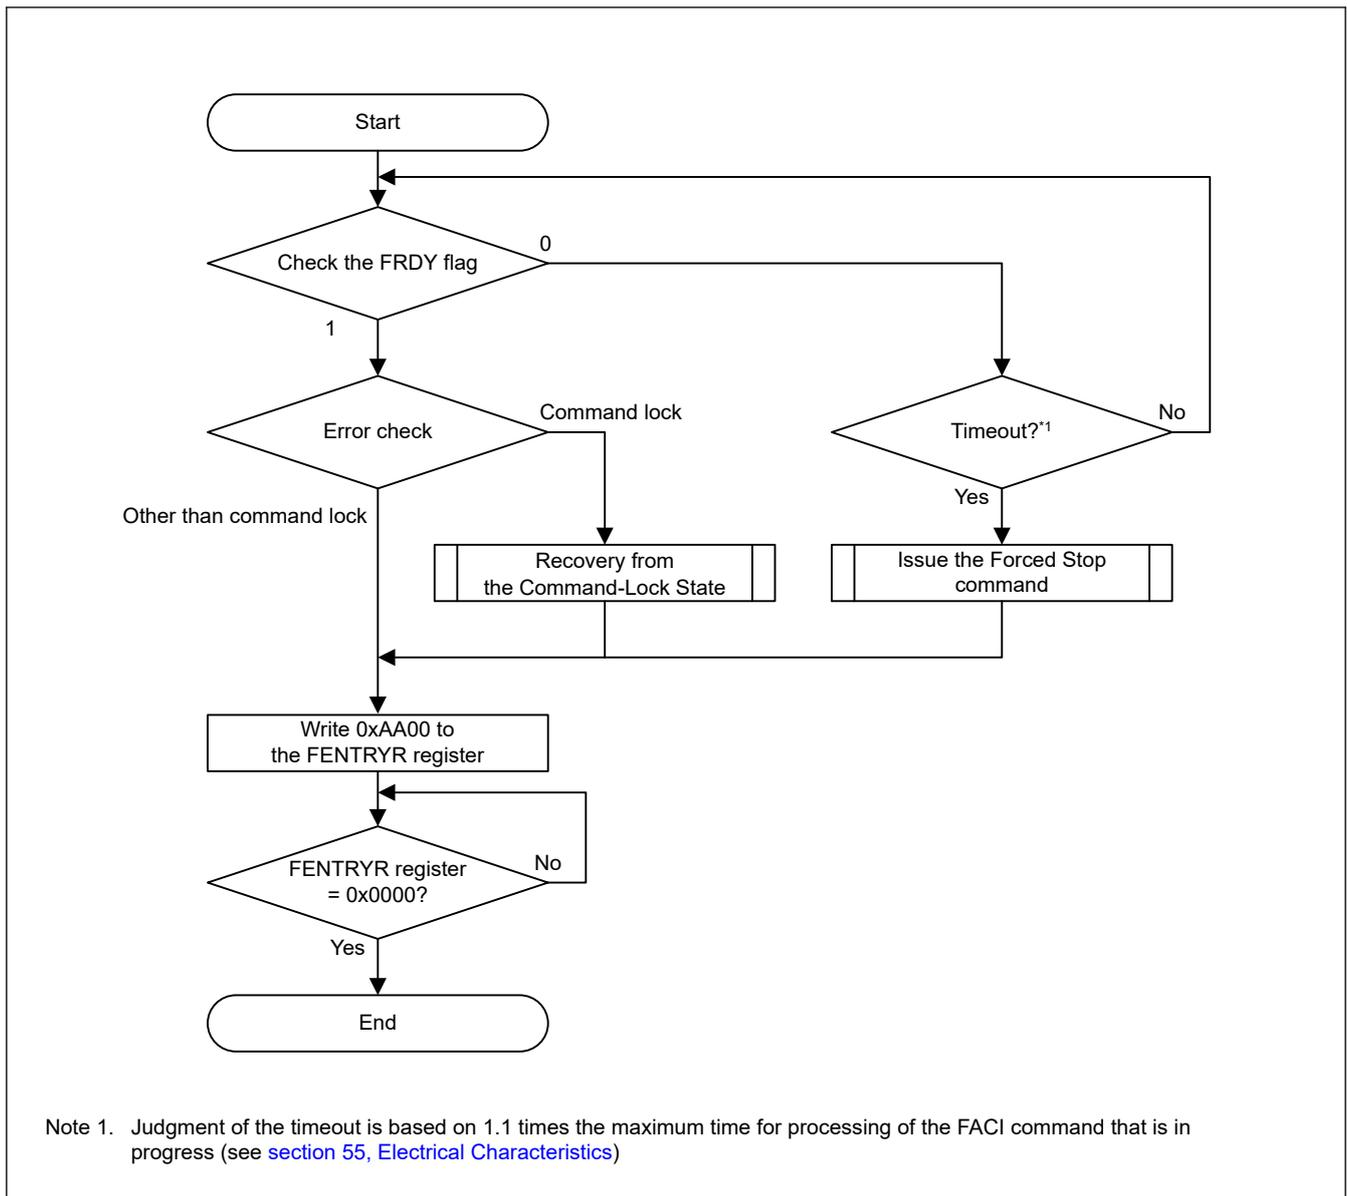 Start
Check the FRDY flag
0
1
Error check
Command lock
Timeout?*1
No
Other than command lock
Yes
Recovery from
the Command-Lock State
Issue the Forced Stop
command
Write 0xAA00 to
the FENTRYR register
FENTRYR register
= 0x0000?
No
Yes
End
Note 1. Judgment of the timeout is based on 1.1 times the maximum time for processing of the FACI command that is in
progress (see section 55, Electrical Characteristics)